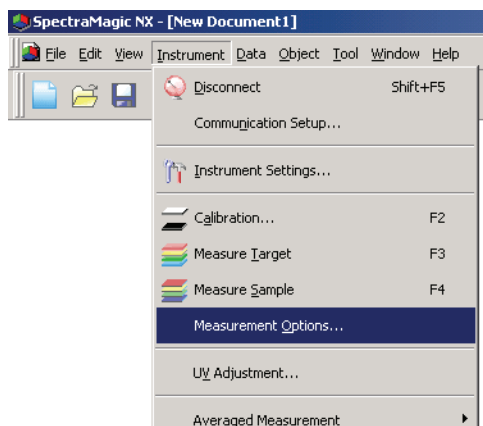 SpectraMagic NX - [New Document1]
File Edit View Instrument Data Object Tool Window Help
Disconnect Shift+F5
Communication Setup...
Instrument Settings...
Calibration... F2
Measure Target F3
Measure Sample F4
Measurement Options...
UV Adjustment...
Averaged Measurement